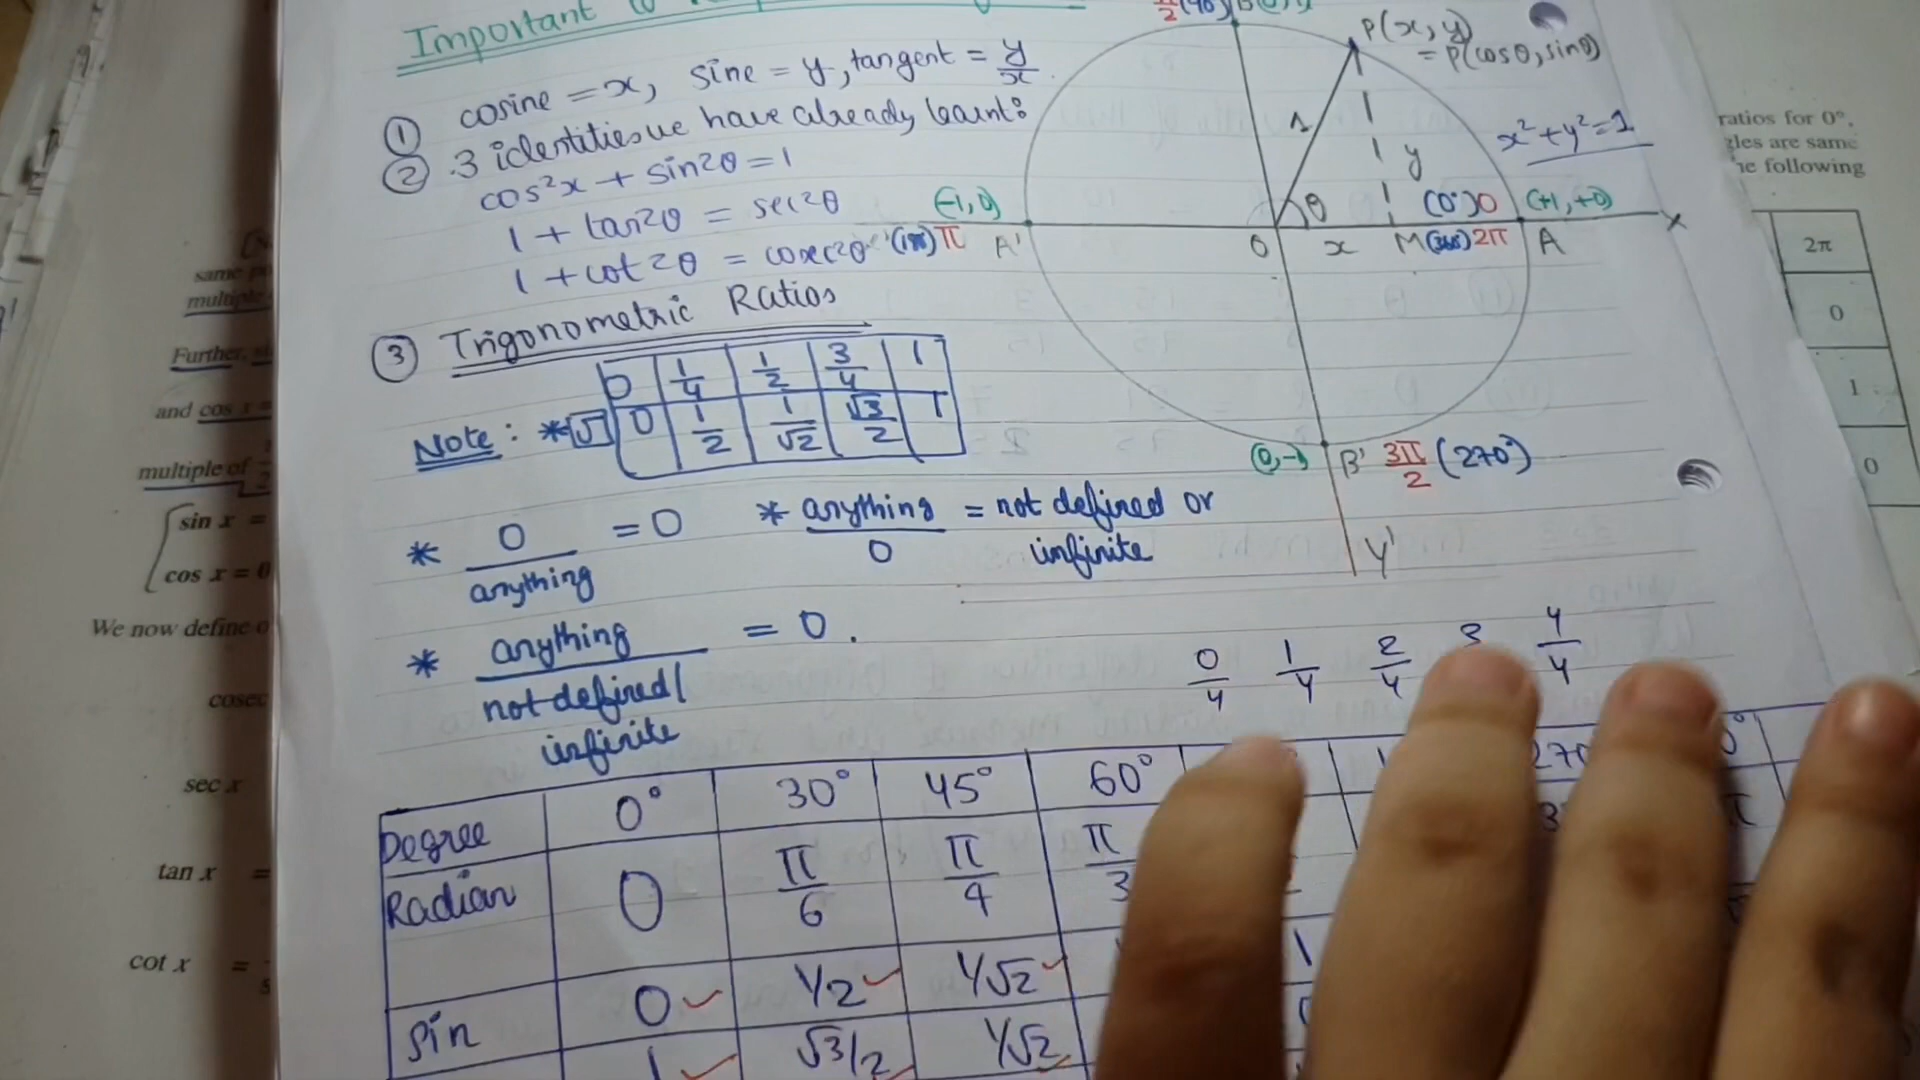 Important to
① cosine = x, sine = y, tangent = y/x
② 3 identities we have already learnt:
cos²x + sin2θ = 1
1 + tan2θ = sec2θ
1 + cot2θ = cosec2θ
③ Trigonometric Ratios
0 1/4 1/2 3/4 1
Note: * √ 0 1/2 1/√2 √3/2 1
* 0/anything = 0 * anything/0 = not defined or infinite
* anything/not defined/infinite = 0.
P(x, y)
= P(cosθ, sinθ)
x² + y² = 1
1
y
θ
(-1, 0)
π
A'
O
x
(0°) 0
(+1, +0)
M (360) 2π
A
X
B' 3π/2 (270°)
Y'
0/4 1/4 2/4 3 4/4
Degree 0° 30° 45° 60° 270
Radian 0 π/6 π/4 π/3
Sin 0 1/2 1/√2 1
1 √3/2 1/√2
same
multiple
Further,
and cos x =
multiple of
sin x =
cos x = 0
We now define
cosec
sec x
tan x =
cot x =
ratios for 0°,
gles are same
he following
2π
0
1
0